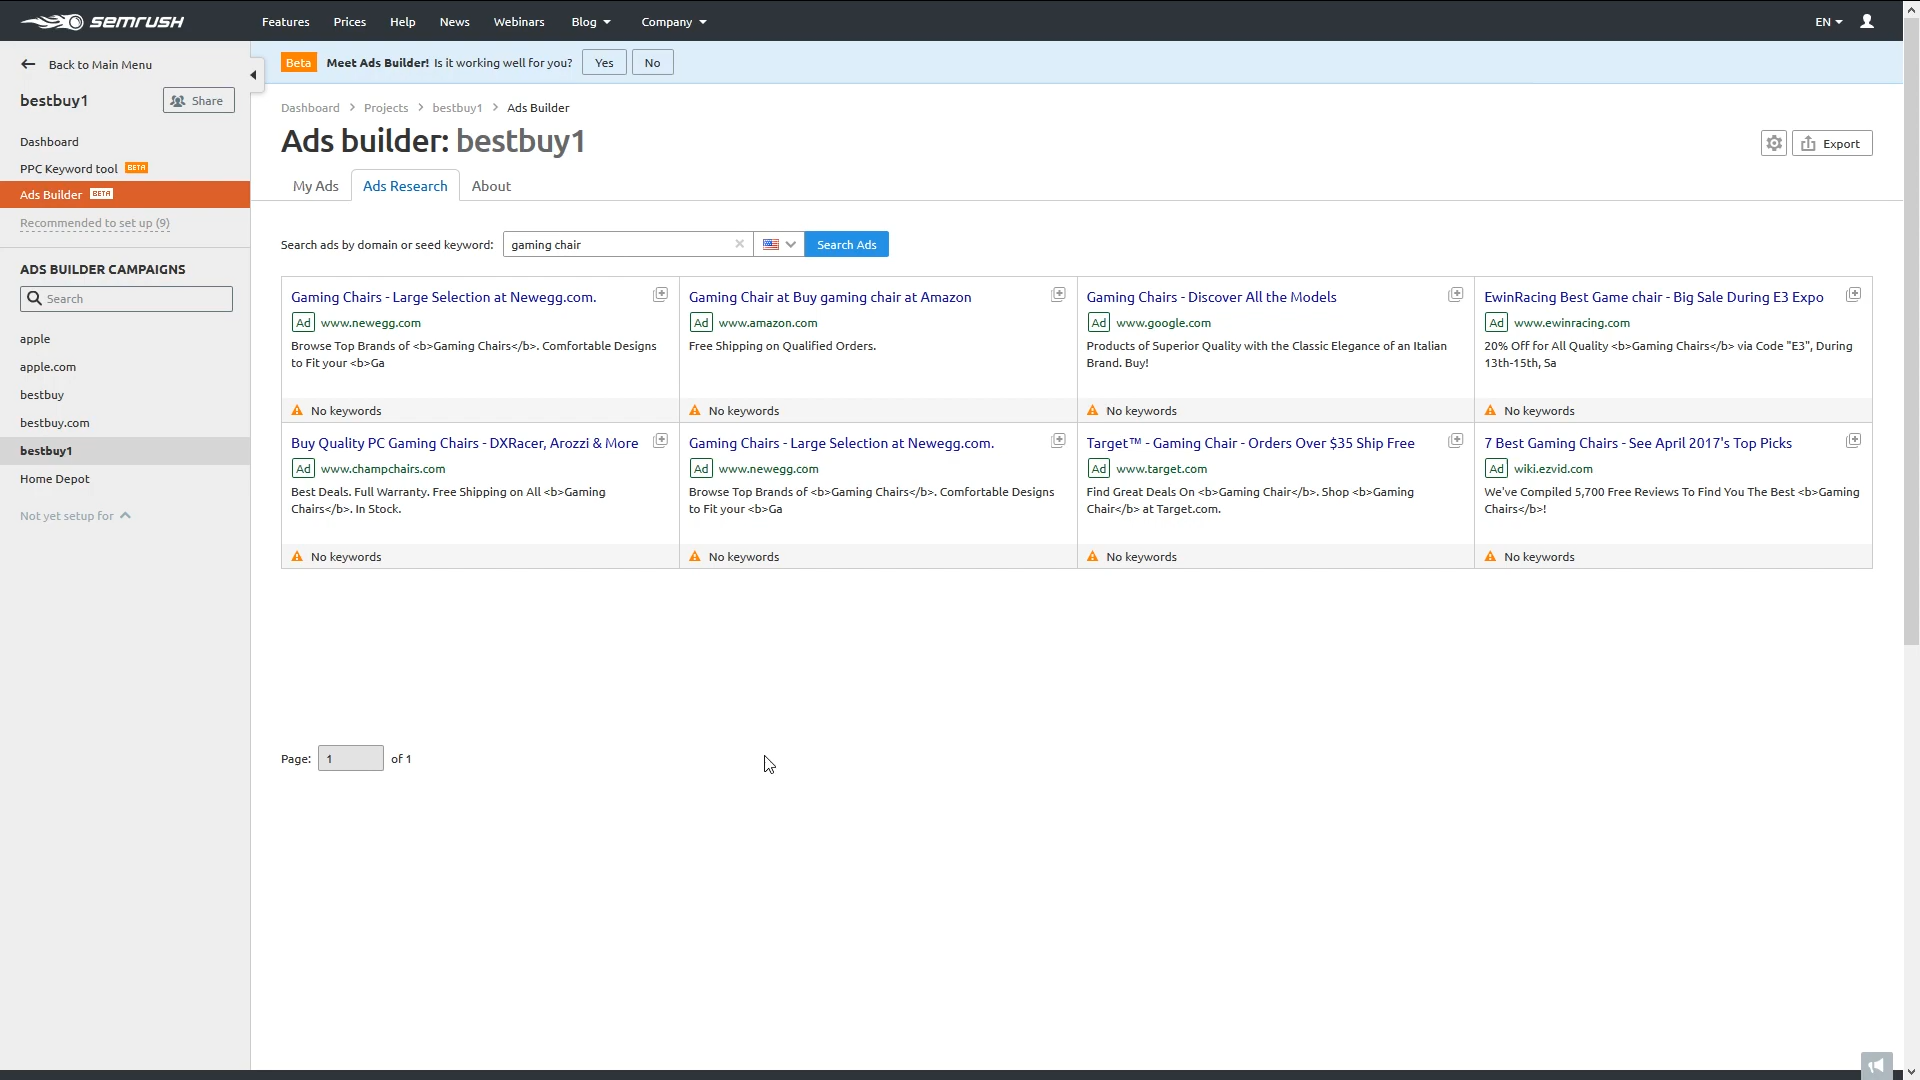 semrush
Features
Prices
Help
News
Webinars
Blog
Company
EN
Back to Main Menu
bestbuy1
Share
Dashboard
PPC Keyword tool BETA
Ads Builder BETA
Recommended to set up (9)
ADS BUILDER CAMPAIGNS
Search
apple
apple.com
bestbuy
bestbuy.com
bestbuy1
Home Depot
Not yet setup for
Beta Meet Ads Builder! Is it working well for you? Yes No
Dashboard > Projects > bestbuy1 > Ads Builder
Ads builder: bestbuy1
Export
My Ads
Ads Research
About
Search ads by domain or seed keyword: gaming chair Search Ads
Gaming Chairs - Large Selection at Newegg.com.
Ad www.newegg.com
Browse Top Brands of <b>Gaming Chairs</b>. Comfortable Designs
to Fit your <b>Ga
No keywords
Gaming Chair at Buy gaming chair at Amazon
Ad www.amazon.com
Free Shipping on Qualified Orders.
No keywords
Gaming Chairs - Discover All the Models
Ad www.google.com
Products of Superior Quality with the Classic Elegance of an Italian
Brand. Buy!
No keywords
EwinRacing Best Game chair - Big Sale During E3 Expo
Ad www.ewinracing.com
20% Off for All Quality <b>Gaming Chairs</b> via Code "E3", During
13th-15th, Sa
No keywords
Buy Quality PC Gaming Chairs - DXRacer, Arozzi & More
Ad www.champchairs.com
Best Deals. Full Warranty. Free Shipping on All <b>Gaming
Chairs</b>. In Stock.
No keywords
Gaming Chairs - Large Selection at Newegg.com.
Ad www.newegg.com
Browse Top Brands of <b>Gaming Chairs</b>. Comfortable Designs
to Fit your <b>Ga
No keywords
Target™ - Gaming Chair - Orders Over $35 Ship Free
Ad www.target.com
Find Great Deals On <b>Gaming Chair</b>. Shop <b>Gaming
Chair</b> at Target.com.
No keywords
7 Best Gaming Chairs - See April 2017's Top Picks
Ad wiki.ezvid.com
We've Compiled 5,700 Free Reviews To Find You The Best <b>Gaming
Chairs</b>!
No keywords
Page: 1 of 1